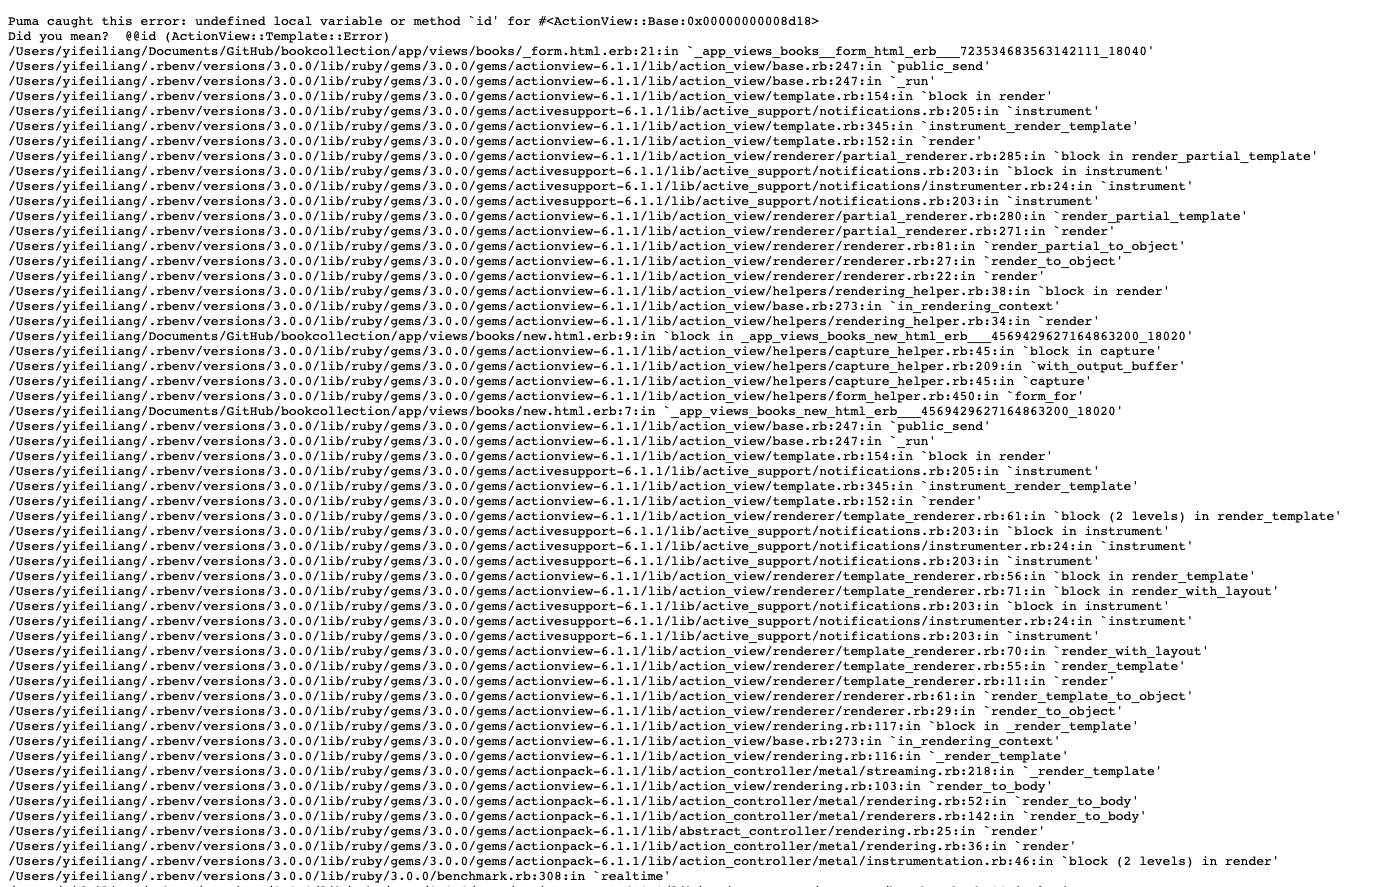 Puma caught this error: undefined local variable or method `id' for #<ActionView::Base:0x00000000008d18>
Did you mean?  @@id (ActionView::Template::Error)
/Users/yifeiliang/Documents/GitHub/bookcollection/app/views/books/_form.html.erb:21:in `_app_views_books__form_html_erb___723534683563142111_18040'
/Users/yifeiliang/.rbenv/versions/3.0.0/lib/ruby/gems/3.0.0/gems/actionview-6.1.1/lib/action_view/base.rb:247:in `public_send'
/Users/yifeiliang/.rbenv/versions/3.0.0/lib/ruby/gems/3.0.0/gems/actionview-6.1.1/lib/action_view/base.rb:247:in `_run'
/Users/yifeiliang/.rbenv/versions/3.0.0/lib/ruby/gems/3.0.0/gems/actionview-6.1.1/lib/action_view/template.rb:154:in `block in render'
/Users/yifeiliang/.rbenv/versions/3.0.0/lib/ruby/gems/3.0.0/gems/activesupport-6.1.1/lib/active_support/notifications.rb:205:in `instrument'
/Users/yifeiliang/.rbenv/versions/3.0.0/lib/ruby/gems/3.0.0/gems/actionview-6.1.1/lib/action_view/template.rb:345:in `instrument_render_template'
/Users/yifeiliang/.rbenv/versions/3.0.0/lib/ruby/gems/3.0.0/gems/actionview-6.1.1/lib/action_view/template.rb:152:in `render'
/Users/yifeiliang/.rbenv/versions/3.0.0/lib/ruby/gems/3.0.0/gems/actionview-6.1.1/lib/action_view/renderer/partial_renderer.rb:285:in `block in render_partial_template'
/Users/yifeiliang/.rbenv/versions/3.0.0/lib/ruby/gems/3.0.0/gems/activesupport-6.1.1/lib/active_support/notifications.rb:203:in `block in instrument'
/Users/yifeiliang/.rbenv/versions/3.0.0/lib/ruby/gems/3.0.0/gems/activesupport-6.1.1/lib/active_support/notifications/instrumenter.rb:24:in `instrument'
/Users/yifeiliang/.rbenv/versions/3.0.0/lib/ruby/gems/3.0.0/gems/activesupport-6.1.1/lib/active_support/notifications.rb:203:in `instrument'
/Users/yifeiliang/.rbenv/versions/3.0.0/lib/ruby/gems/3.0.0/gems/actionview-6.1.1/lib/action_view/renderer/partial_renderer.rb:280:in `render_partial_template'
/Users/yifeiliang/.rbenv/versions/3.0.0/lib/ruby/gems/3.0.0/gems/actionview-6.1.1/lib/action_view/renderer/partial_renderer.rb:271:in `render'
/Users/yifeiliang/.rbenv/versions/3.0.0/lib/ruby/gems/3.0.0/gems/actionview-6.1.1/lib/action_view/renderer/renderer.rb:81:in `render_partial_to_object'
/Users/yifeiliang/.rbenv/versions/3.0.0/lib/ruby/gems/3.0.0/gems/actionview-6.1.1/lib/action_view/renderer/renderer.rb:27:in `render_to_object'
/Users/yifeiliang/.rbenv/versions/3.0.0/lib/ruby/gems/3.0.0/gems/actionview-6.1.1/lib/action_view/renderer/renderer.rb:22:in `render'
/Users/yifeiliang/.rbenv/versions/3.0.0/lib/ruby/gems/3.0.0/gems/actionview-6.1.1/lib/action_view/helpers/rendering_helper.rb:38:in `block in render'
/Users/yifeiliang/.rbenv/versions/3.0.0/lib/ruby/gems/3.0.0/gems/actionview-6.1.1/lib/action_view/base.rb:273:in `in_rendering_context'
/Users/yifeiliang/.rbenv/versions/3.0.0/lib/ruby/gems/3.0.0/gems/actionview-6.1.1/lib/action_view/helpers/rendering_helper.rb:34:in `render'
/Users/yifeiliang/Documents/GitHub/bookcollection/app/views/books/new.html.erb:9:in `block in _app_views_books_new_html_erb___4569429627164863200_18020'
/Users/yifeiliang/.rbenv/versions/3.0.0/lib/ruby/gems/3.0.0/gems/actionview-6.1.1/lib/action_view/helpers/capture_helper.rb:45:in `block in capture'
/Users/yifeiliang/.rbenv/versions/3.0.0/lib/ruby/gems/3.0.0/gems/actionview-6.1.1/lib/action_view/helpers/capture_helper.rb:209:in `with_output_buffer'
/Users/yifeiliang/.rbenv/versions/3.0.0/lib/ruby/gems/3.0.0/gems/actionview-6.1.1/lib/action_view/helpers/capture_helper.rb:45:in `capture'
/Users/yifeiliang/.rbenv/versions/3.0.0/lib/ruby/gems/3.0.0/gems/actionview-6.1.1/lib/action_view/helpers/form_helper.rb:450:in `form_for'
/Users/yifeiliang/Documents/GitHub/bookcollection/app/views/books/new.html.erb:7:in `_app_views_books_new_html_erb___4569429627164863200_18020'
/Users/yifeiliang/.rbenv/versions/3.0.0/lib/ruby/gems/3.0.0/gems/actionview-6.1.1/lib/action_view/base.rb:247:in `public_send'
/Users/yifeiliang/.rbenv/versions/3.0.0/lib/ruby/gems/3.0.0/gems/actionview-6.1.1/lib/action_view/base.rb:247:in `_run'
/Users/yifeiliang/.rbenv/versions/3.0.0/lib/ruby/gems/3.0.0/gems/actionview-6.1.1/lib/action_view/template.rb:154:in `block in render'
/Users/yifeiliang/.rbenv/versions/3.0.0/lib/ruby/gems/3.0.0/gems/activesupport-6.1.1/lib/active_support/notifications.rb:205:in `instrument'
/Users/yifeiliang/.rbenv/versions/3.0.0/lib/ruby/gems/3.0.0/gems/actionview-6.1.1/lib/action_view/template.rb:345:in `instrument_render_template'
/Users/yifeiliang/.rbenv/versions/3.0.0/lib/ruby/gems/3.0.0/gems/actionview-6.1.1/lib/action_view/template.rb:152:in `render'
/Users/yifeiliang/.rbenv/versions/3.0.0/lib/ruby/gems/3.0.0/gems/actionview-6.1.1/lib/action_view/renderer/template_renderer.rb:61:in `block (2 levels) in render_template'
/Users/yifeiliang/.rbenv/versions/3.0.0/lib/ruby/gems/3.0.0/gems/activesupport-6.1.1/lib/active_support/notifications.rb:203:in `block in instrument'
/Users/yifeiliang/.rbenv/versions/3.0.0/lib/ruby/gems/3.0.0/gems/activesupport-6.1.1/lib/active_support/notifications/instrumenter.rb:24:in `instrument'
/Users/yifeiliang/.rbenv/versions/3.0.0/lib/ruby/gems/3.0.0/gems/activesupport-6.1.1/lib/active_support/notifications.rb:203:in `instrument'
/Users/yifeiliang/.rbenv/versions/3.0.0/lib/ruby/gems/3.0.0/gems/actionview-6.1.1/lib/action_view/renderer/template_renderer.rb:56:in `block in render_template'
/Users/yifeiliang/.rbenv/versions/3.0.0/lib/ruby/gems/3.0.0/gems/actionview-6.1.1/lib/action_view/renderer/template_renderer.rb:71:in `block in render_with_layout'
/Users/yifeiliang/.rbenv/versions/3.0.0/lib/ruby/gems/3.0.0/gems/activesupport-6.1.1/lib/active_support/notifications.rb:203:in `block in instrument'
/Users/yifeiliang/.rbenv/versions/3.0.0/lib/ruby/gems/3.0.0/gems/activesupport-6.1.1/lib/active_support/notifications/instrumenter.rb:24:in `instrument'
/Users/yifeiliang/.rbenv/versions/3.0.0/lib/ruby/gems/3.0.0/gems/activesupport-6.1.1/lib/active_support/notifications.rb:203:in `instrument'
/Users/yifeiliang/.rbenv/versions/3.0.0/lib/ruby/gems/3.0.0/gems/actionview-6.1.1/lib/action_view/renderer/template_renderer.rb:70:in `render_with_layout'
/Users/yifeiliang/.rbenv/versions/3.0.0/lib/ruby/gems/3.0.0/gems/actionview-6.1.1/lib/action_view/renderer/template_renderer.rb:55:in `render_template'
/Users/yifeiliang/.rbenv/versions/3.0.0/lib/ruby/gems/3.0.0/gems/actionview-6.1.1/lib/action_view/renderer/template_renderer.rb:11:in `render'
/Users/yifeiliang/.rbenv/versions/3.0.0/lib/ruby/gems/3.0.0/gems/actionview-6.1.1/lib/action_view/renderer/renderer.rb:61:in `render_template_to_object'
/Users/yifeiliang/.rbenv/versions/3.0.0/lib/ruby/gems/3.0.0/gems/actionview-6.1.1/lib/action_view/renderer/renderer.rb:29:in `render_to_object'
/Users/yifeiliang/.rbenv/versions/3.0.0/lib/ruby/gems/3.0.0/gems/actionview-6.1.1/lib/action_view/rendering.rb:117:in `block in _render_template'
/Users/yifeiliang/.rbenv/versions/3.0.0/lib/ruby/gems/3.0.0/gems/actionview-6.1.1/lib/action_view/base.rb:273:in `in_rendering_context'
/Users/yifeiliang/.rbenv/versions/3.0.0/lib/ruby/gems/3.0.0/gems/actionview-6.1.1/lib/action_view/rendering.rb:116:in `_render_template'
/Users/yifeiliang/.rbenv/versions/3.0.0/lib/ruby/gems/3.0.0/gems/actionpack-6.1.1/lib/action_controller/metal/streaming.rb:218:in `_render_template'
/Users/yifeiliang/.rbenv/versions/3.0.0/lib/ruby/gems/3.0.0/gems/actionview-6.1.1/lib/action_view/rendering.rb:103:in `render_to_body'
/Users/yifeiliang/.rbenv/versions/3.0.0/lib/ruby/gems/3.0.0/gems/actionpack-6.1.1/lib/action_controller/metal/rendering.rb:52:in `render_to_body'
/Users/yifeiliang/.rbenv/versions/3.0.0/lib/ruby/gems/3.0.0/gems/actionpack-6.1.1/lib/action_controller/metal/renderers.rb:142:in `render_to_body'
/Users/yifeiliang/.rbenv/versions/3.0.0/lib/ruby/gems/3.0.0/gems/actionpack-6.1.1/lib/abstract_controller/rendering.rb:25:in `render'
/Users/yifeiliang/.rbenv/versions/3.0.0/lib/ruby/gems/3.0.0/gems/actionpack-6.1.1/lib/action_controller/metal/rendering.rb:36:in `render'
/Users/yifeiliang/.rbenv/versions/3.0.0/lib/ruby/gems/3.0.0/gems/actionpack-6.1.1/lib/action_controller/metal/instrumentation.rb:46:in `block (2 levels) in render'
/Users/yifeiliang/.rbenv/versions/3.0.0/lib/ruby/3.0.0/benchmark.rb:308:in `realtime'